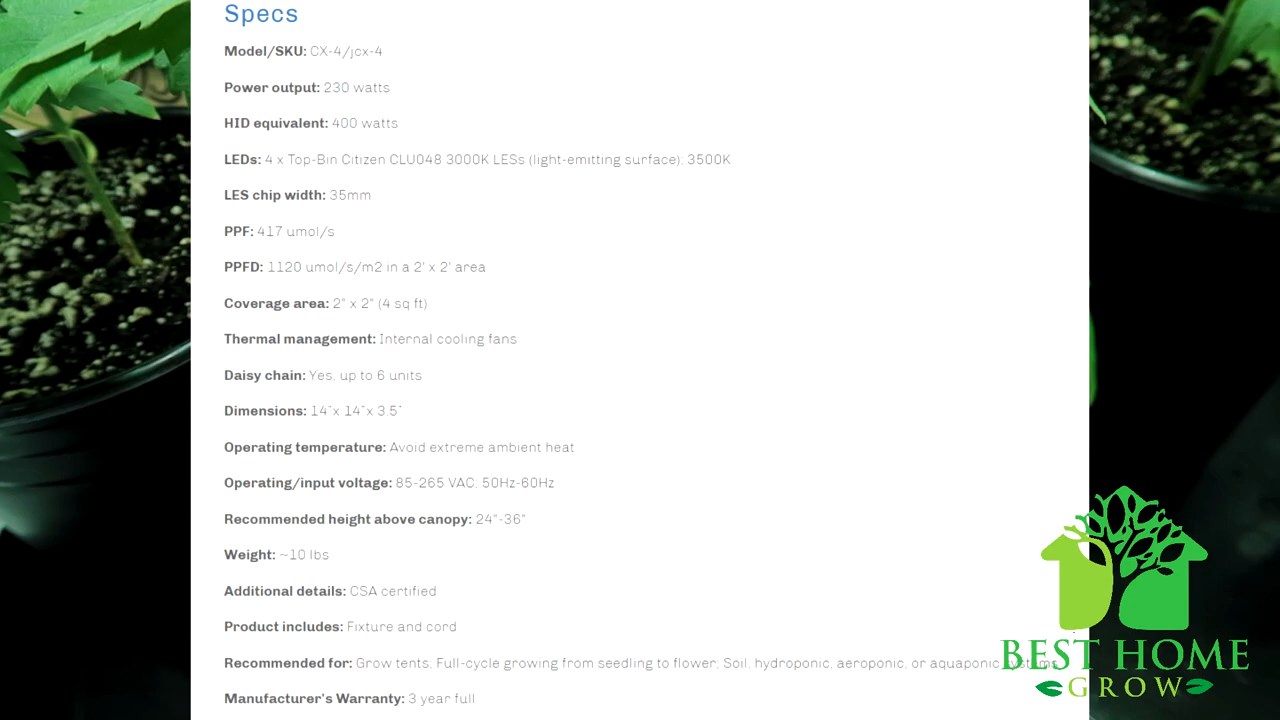 Specs
Model/SKU: CX-4/jcx-4
Power output: 230 watts
HID equivalent: 400 watts
LEDs: 4 x Top-Bin Citizen CLU048 3000K LESs (light-emitting surface): 3500K
LES chip width: 35mm
PPF: 417 umol/s
PPFD: 1120 umol/s/m2 in a 2' x 2' area
Coverage area: 2” x 2” (4 sq ft)
Thermal management: Internal cooling fans
Daisy chain: Yes, up to 6 units
Dimensions: 14″x 14″x 3.5″
Operating temperature: Avoid extreme ambient heat
Operating/input voltage: 85-265 VAC, 50Hz-60Hz
Recommended height above canopy: 24”-36”
Weight: ~10 lbs
Additional details: CSA certified
Product includes: Fixture and cord
Recommended for: Grow tents, Full-cycle growing from seedling to flower, Soil, hydroponic, aeroponic, or aquaponic systems
Manufacturer's Warranty: 3 year full
BEST HOME
GROW